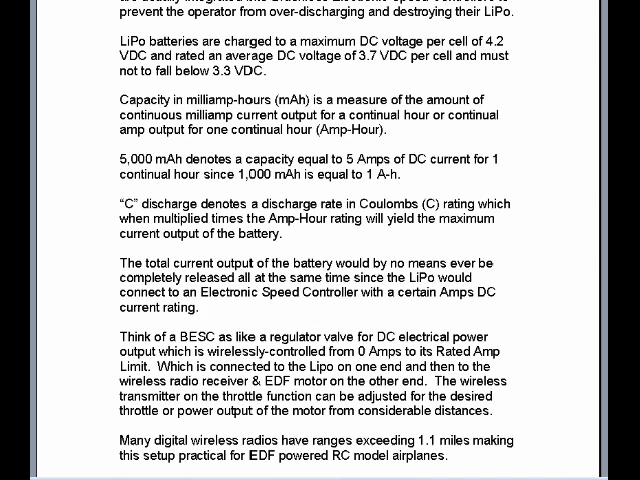 prevent the operator from over-discharging and destroying their LiPo.
LiPo batteries are charged to a maximum DC voltage per cell of 4.2
VDC and rated an average DC voltage of 3.7 VDC per cell and must
not to fall below 3.3 VDC.
Capacity in milliamp-hours (mAh) is a measure of the amount of
continuous milliamp current output for a continual hour or continual
amp output for one continual hour (Amp-Hour).
5,000 mAh denotes a capacity equal to 5 Amps of DC current for 1
continual hour since 1,000 mAh is equal to 1 A-h.
“C” discharge denotes a discharge rate in Coulombs (C) rating which
when multiplied times the Amp-Hour rating will yield the maximum
current output of the battery.
The total current output of the battery would by no means ever be
completely released all at the same time since the LiPo would
connect to an Electronic Speed Controller with a certain Amps DC
current rating.
Think of a BESC as like a regulator valve for DC electrical power
output which is wirelessly-controlled from 0 Amps to its Rated Amp
Limit.  Which is connected to the Lipo on one end and then to the
wireless radio receiver & EDF motor on the other end.  The wireless
transmitter on the throttle function can be adjusted for the desired
throttle or power output of the motor from considerable distances.
Many digital wireless radios have ranges exceeding 1.1 miles making
this setup practical for EDF powered RC model airplanes.